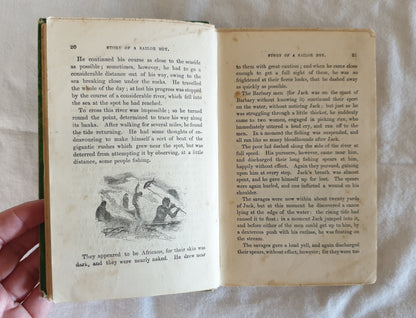 20 STORY OF A SAILOR BOY.
He continued his course as close to the seaside
as possible; sometimes, however, he had to go a
considerable distance out of his way, owing to the
sea breaking close under the rocks. He travelled
the whole of the day; at last his progress was stopped
by the course of a considerable river, which fell into
the sea at the spot he had reached.
To cross this river was impossible; so he turned
round the point, determined to trace his way along
its banks. After walking for several miles, he found
the tide returning. He had some thoughts of en-
deavouring to make himself a sort of boat of the
gigantic rushes which grew near the spot, but was
deterred from attempting it by observing, at a little
distance, some people fishing.
They appeared to be Africans, for their skin was
dark, and they were nearly naked. He drew near
STORY OF A SAILOR BOY. 21
to them with great caution; and when he came close
enough to get a full sight of them, he was so
frightened at their fierce looks, that he dashed away
as quickly as possible.
The Barbary men (for Jack was on the coast of
Barbary without knowing it) continued their sport
on the water, without noticing Jack; but just as he
was struggling through a little thicket, he suddenly
came to two women, engaged in picking
immediately uttered a loud cry, and ran to the
men. In a moment the fishing was suspended, and
all ran like so many bloodhounds after Jack.
The poor lad dashed along the side of the river at
full speed. His pursuers, however, came near him,
and discharged their long fishing spears at him,
happily without effect. Again they pursued, gaining
upon him at every step. Jack's breath was almost
spent, and he gave himself up for lost. The spears
were again hurled, and one inflicted a wound on his
shoulder.
The savages were now within about twenty yards
of Jack, but at this moment he discovered a canoe
lying at the edge of the water: the rising tide had
caused it to float: in a moment Jack jumped into it,
and before either of the men could get up to him, by
a dexterous push with his cutlass, he was floating on
the stream.
The savages gave a loud yell, and again discharged
their spears, without effect, however; for they were too